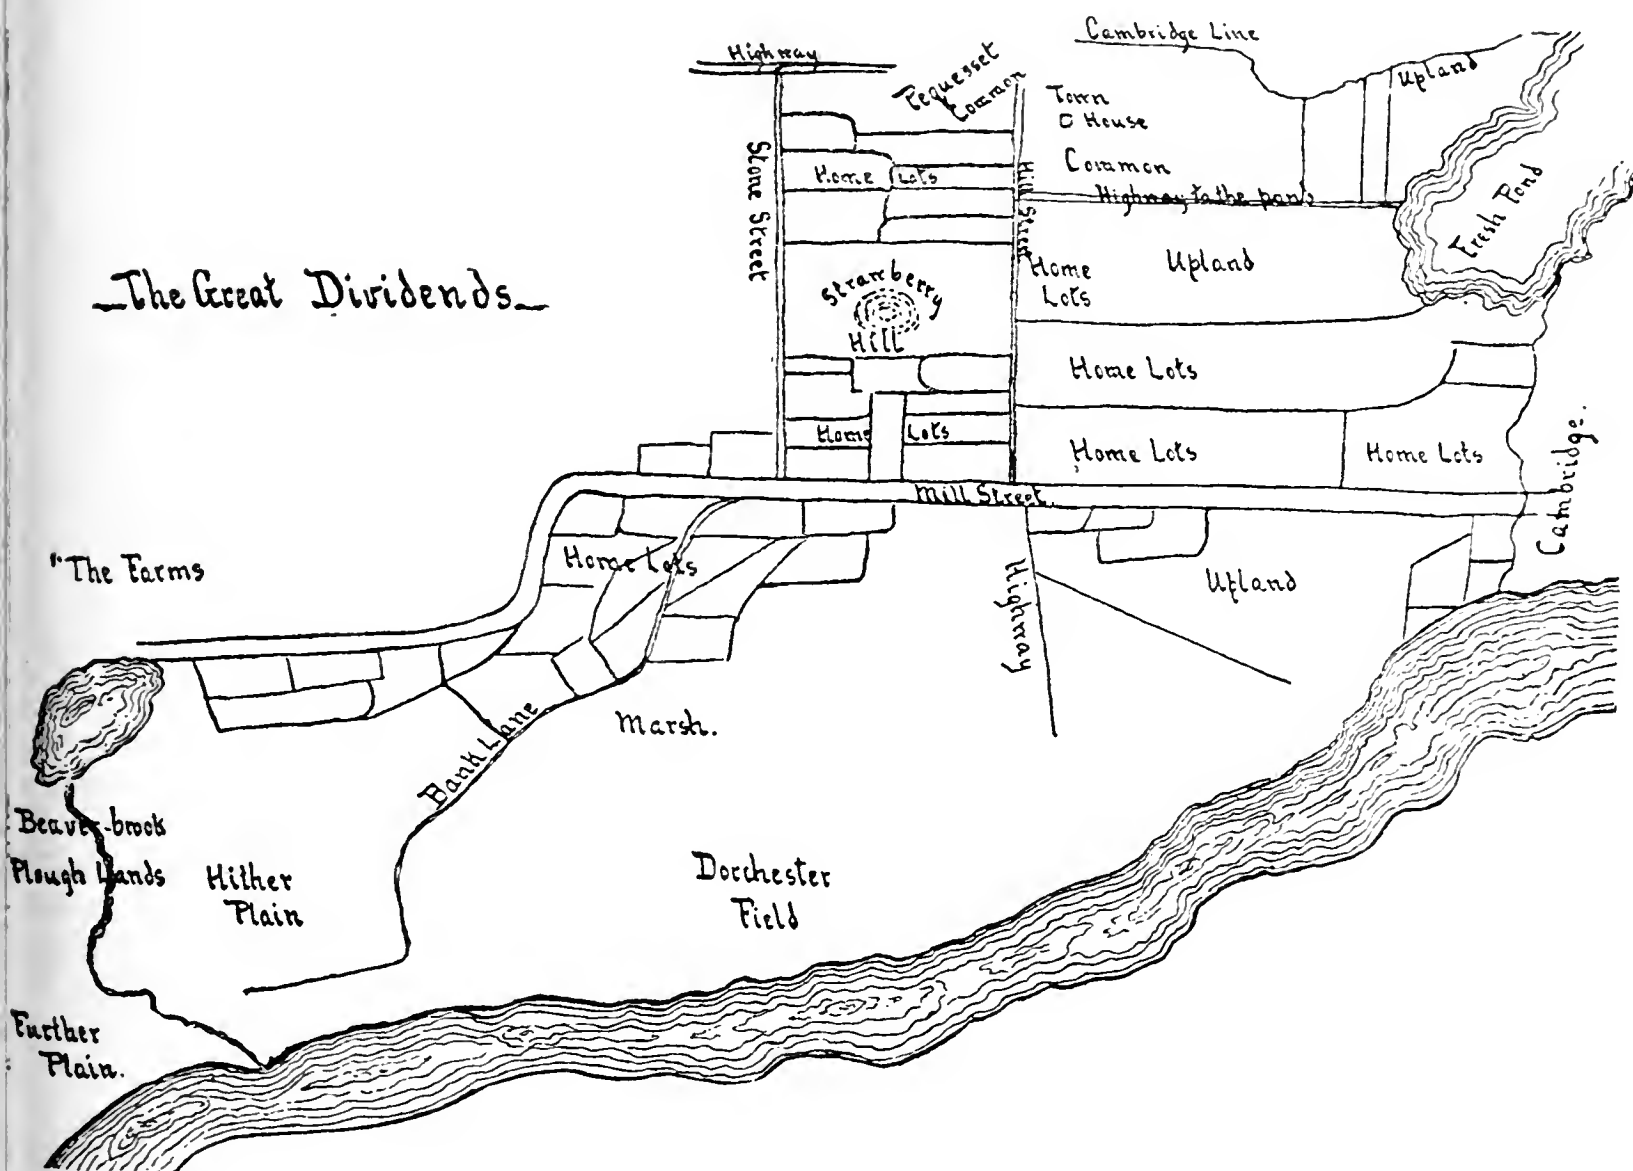 Cambridge Line
Highway
Pequesset
Common
Upland
Town
House
Common
Stone Street
Home Lots
Hill Street
Highway to the pond
Fresh Pond
Home
Lots
Upland
The Great Dividends
Strawberry
Hill
Home Lots
Home Lots
Home Lots
Home Lots
Mill Street.
Cambridge.
"The Farms
Home Lots
Highway
Upland
Marsh.
Bank Lane
Beaver-brook
Plough Lands
Hither
Plain
Dorchester
Field
Further
Plain.